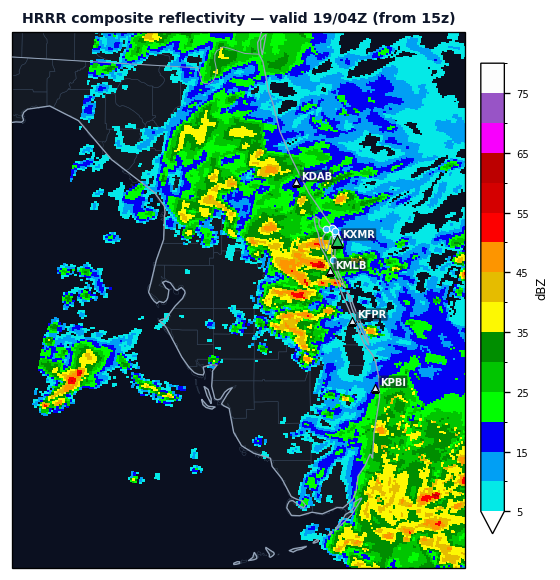 HRRR composite reflectivity — valid 19/04Z (from 15z)
KDAB
KXMR
KMLB
KFPR
KPBI
75
65
55
45
35
25
15
5
dBZ